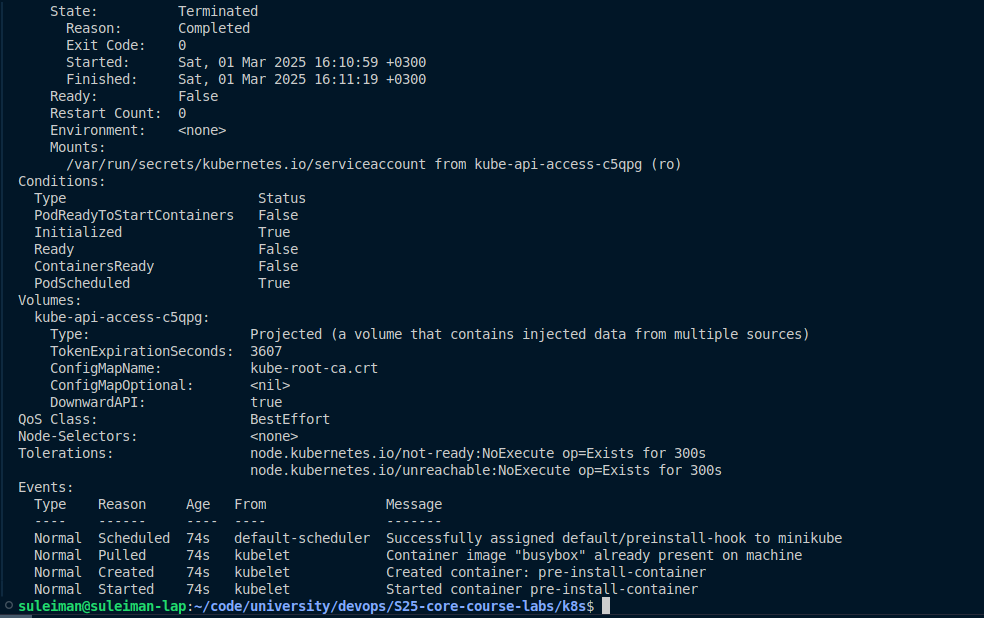 State:          Terminated
      Reason:       Completed
      Exit Code:    0
      Started:      Sat, 01 Mar 2025 16:10:59 +0300
      Finished:     Sat, 01 Mar 2025 16:11:19 +0300
    Ready:          False
    Restart Count:  0
    Environment:    <none>
    Mounts:
      /var/run/secrets/kubernetes.io/serviceaccount from kube-api-access-c5qpg (ro)
Conditions:
  Type                        Status
  PodReadyToStartContainers   False
  Initialized                 True
  Ready                       False
  ContainersReady             False
  PodScheduled                True
Volumes:
  kube-api-access-c5qpg:
    Type:                    Projected (a volume that contains injected data from multiple sources)
    TokenExpirationSeconds:  3607
    ConfigMapName:           kube-root-ca.crt
    ConfigMapOptional:       <nil>
    DownwardAPI:             true
QoS Class:                   BestEffort
Node-Selectors:              <none>
Tolerations:                 node.kubernetes.io/not-ready:NoExecute op=Exists for 300s
                             node.kubernetes.io/unreachable:NoExecute op=Exists for 300s
Events:
  Type    Reason     Age   From               Message
  ----    ------     ----  ----               -------
  Normal  Scheduled  74s   default-scheduler  Successfully assigned default/preinstall-hook to minikube
  Normal  Pulled     74s   kubelet            Container image "busybox" already present on machine
  Normal  Created    74s   kubelet            Created container: pre-install-container
  Normal  Started    74s   kubelet            Started container pre-install-container
suleiman@suleiman-lap:~/code/university/devops/S25-core-course-labs/k8s$